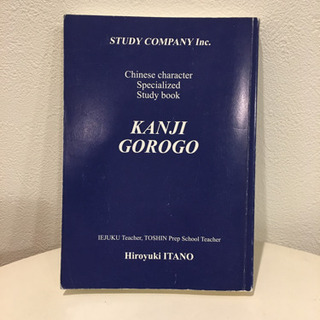 STUDY COMPANY Inc.
Chinese character
Specialized
Study book
KANJI
GOROGO
IEJUKU Teacher, TOSHIN Prep School Teacher
Hiroyuki ITANO